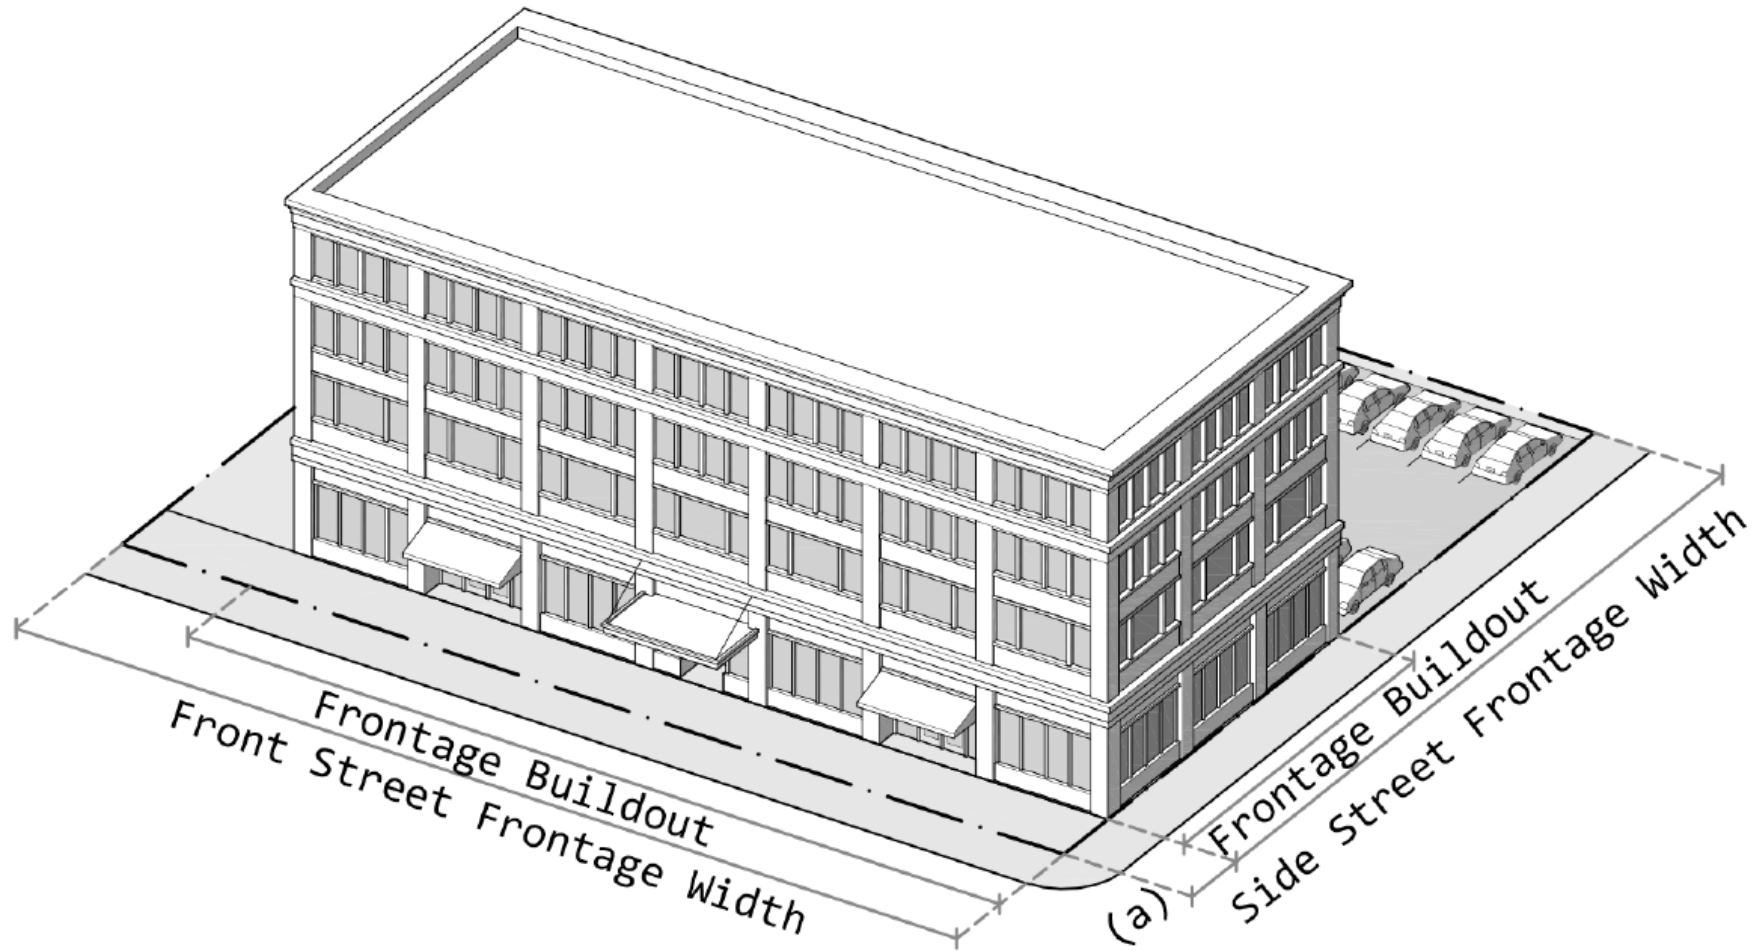 Frontage Buildout
Front Street Frontage Width
(a)
Frontage Buildout
Side Street Frontage Width